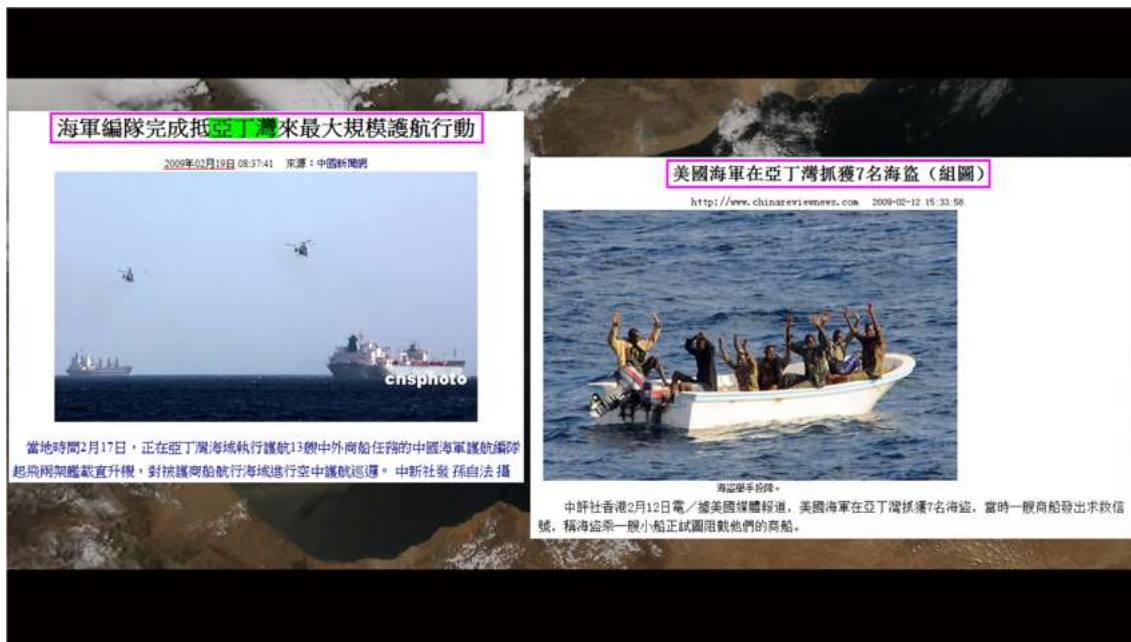 海軍編隊完成抵亞丁灣來最大規模護航行動
2009年02月19日 08:37:41 來源：中國新聞網
cnsphoto
當地時間2月17日，正在亞丁灣海域執行護航13艘中外商船任務的中國海軍護航編隊
起飛兩架艦載直升機，對被護商船航行海域進行空中護航巡邏。 中新社發 孫自法 攝
美國海軍在亞丁灣抓獲7名海盜（組圖）
http://www.chinareviewnews.com 2009-02-12 15:33:58
海盜舉手投降。
中評社香港2月12日電／據美國媒體報道，美國海軍在亞丁灣抓獲7名海盜，當時一艘商船發出求救信
號，稱海盜乘一艘小船正試圖阻截他們的商船。